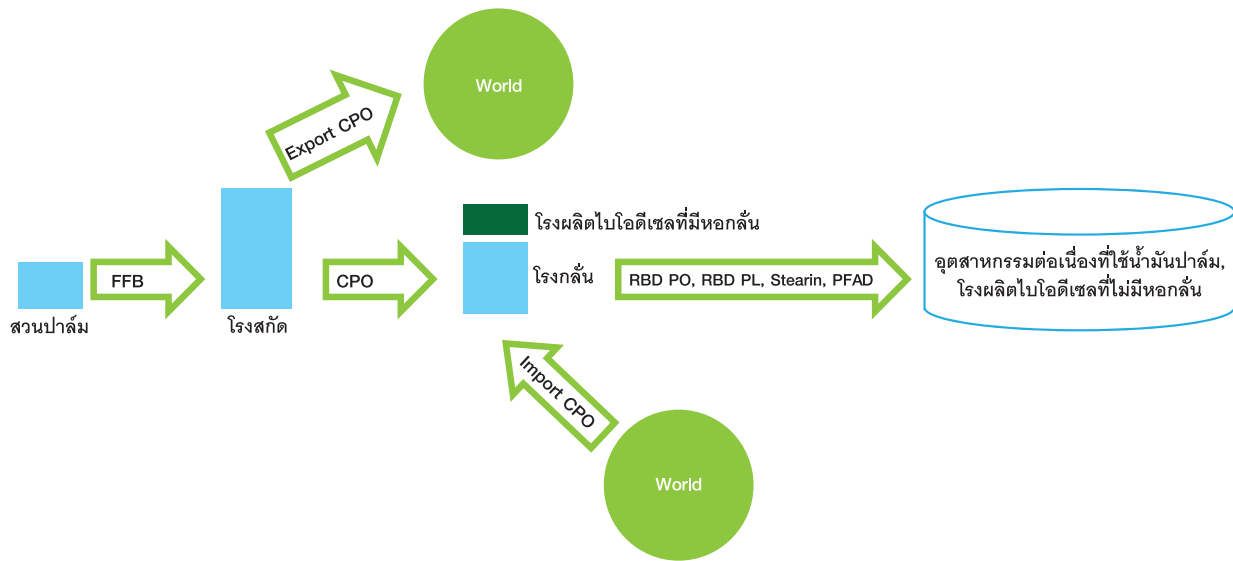 World
Export CPO
โรงผลิตไบโอดีเซลที่มีหอกลั่น
FFB
CPO
โรงกลั่น
RBD PO, RBD PL, Stearin, PFAD
อุตสาหกรรมต่อเนื่องที่ใช้น้ำมันปาล์ม,
โรงผลิตไบโอดีเซลที่ไม่มีหอกลั่น
สวนปาล์ม
โรงสกัด
Import CPO
World